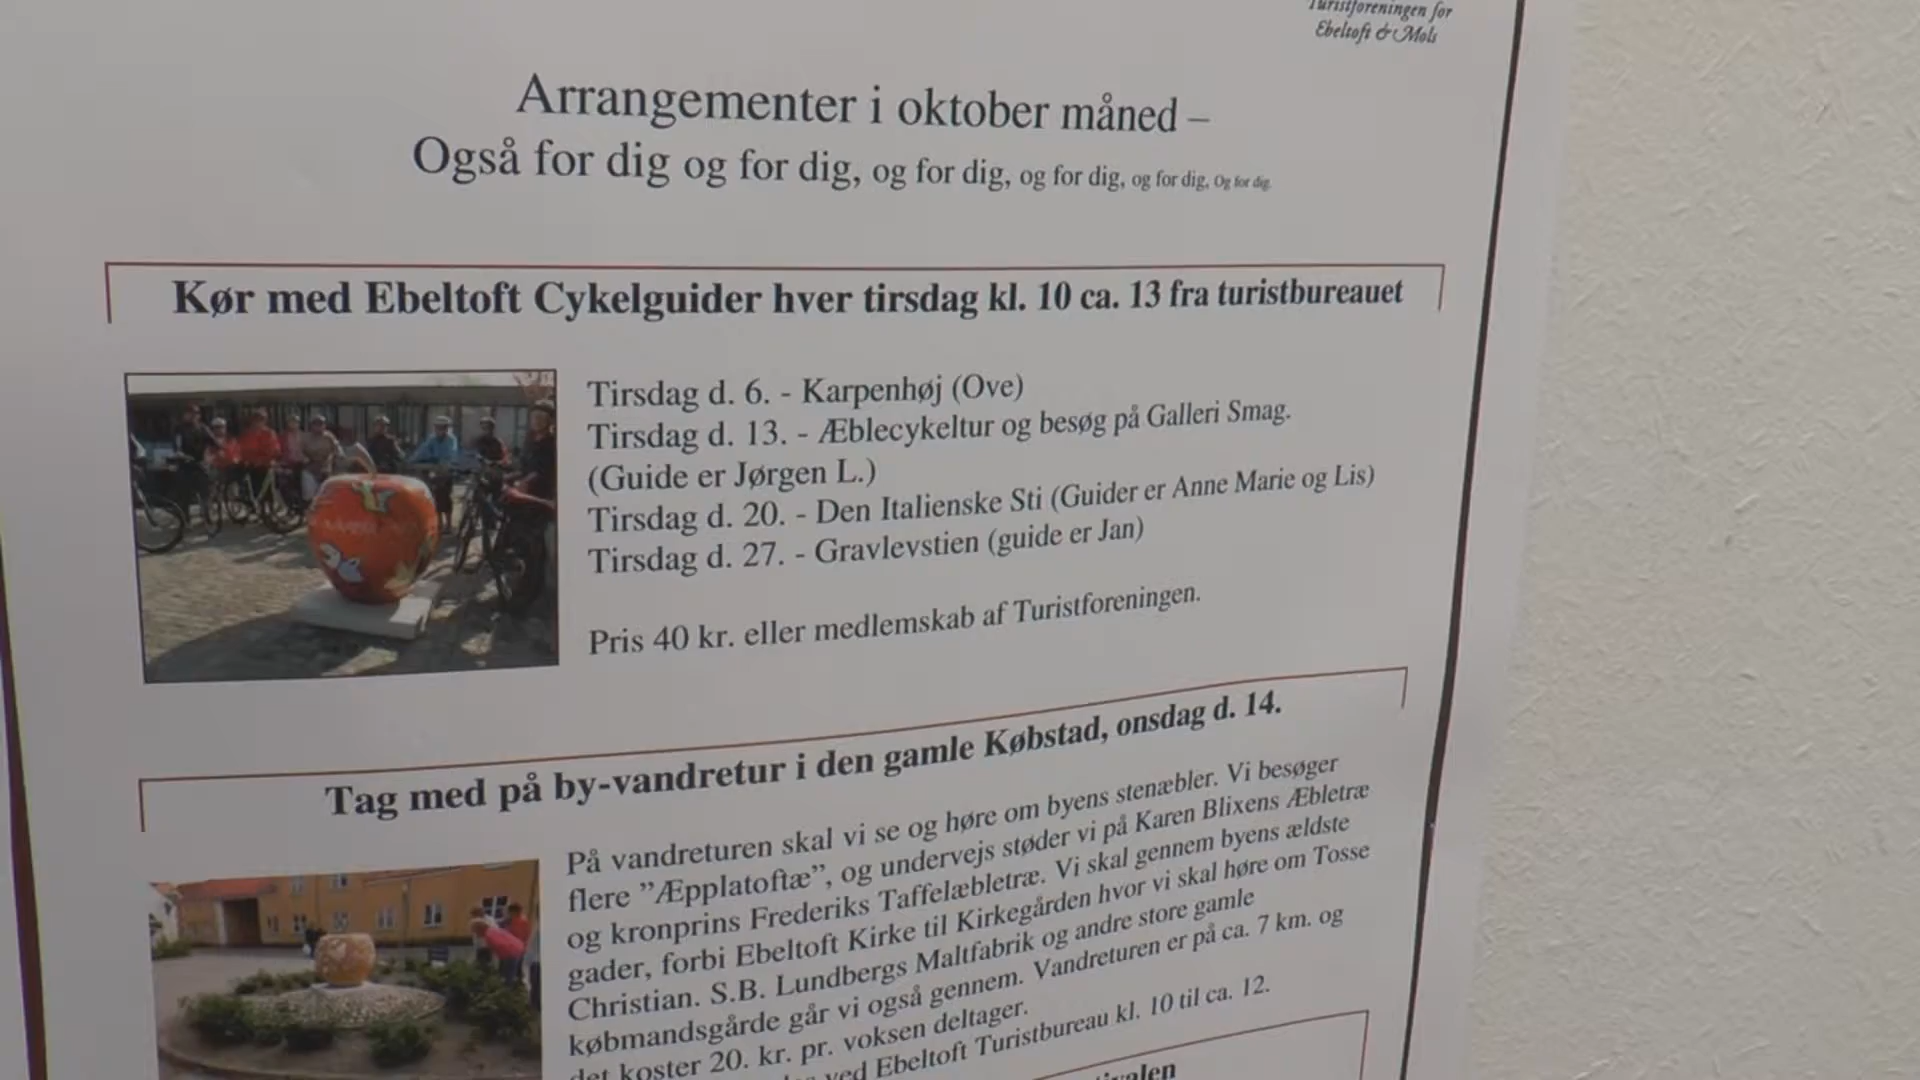 Turistforeningen for
Ebeltoft & Mols
Arrangementer i oktober måned –
Også for dig og for dig, og for dig, og for dig, og for dig, Og for dig.
Kør med Ebeltoft Cykelguider hver tirsdag kl. 10 ca. 13 fra turistbureauet
Tirsdag d. 6. - Karpenhøj (Ove)
Tirsdag d. 13. - Æblecykeltur og besøg på Galleri Smag.
(Guide er Jørgen L.)
Tirsdag d. 20. - Den Italienske Sti (Guider er Anne Marie og Lis)
Tirsdag d. 27. - Gravlevstien (guide er Jan)
Pris 40 kr. eller medlemskab af Turistforeningen.
Tag med på by-vandretur i den gamle Købstad, onsdag d. 14.
På vandreturen skal vi se og høre om byens stenæbler. Vi besøger
flere ”Æpplatoftæ”, og undervejs støder vi på Karen Blixens Æbletræ
og kronprins Frederiks Taffelæbletræ. Vi skal gennem byens ældste
gader, forbi Ebeltoft Kirke til Kirkegården hvor vi skal høre om Tosse
Christian. S.B. Lundbergs Maltfabrik og andre store gamle
købmandsgårde går vi også gennem. Vandreturen er på ca. 7 km. og
det koster 20. kr. pr. voksen deltager.
ved Ebeltoft Turistbureau kl. 10 til ca. 12.